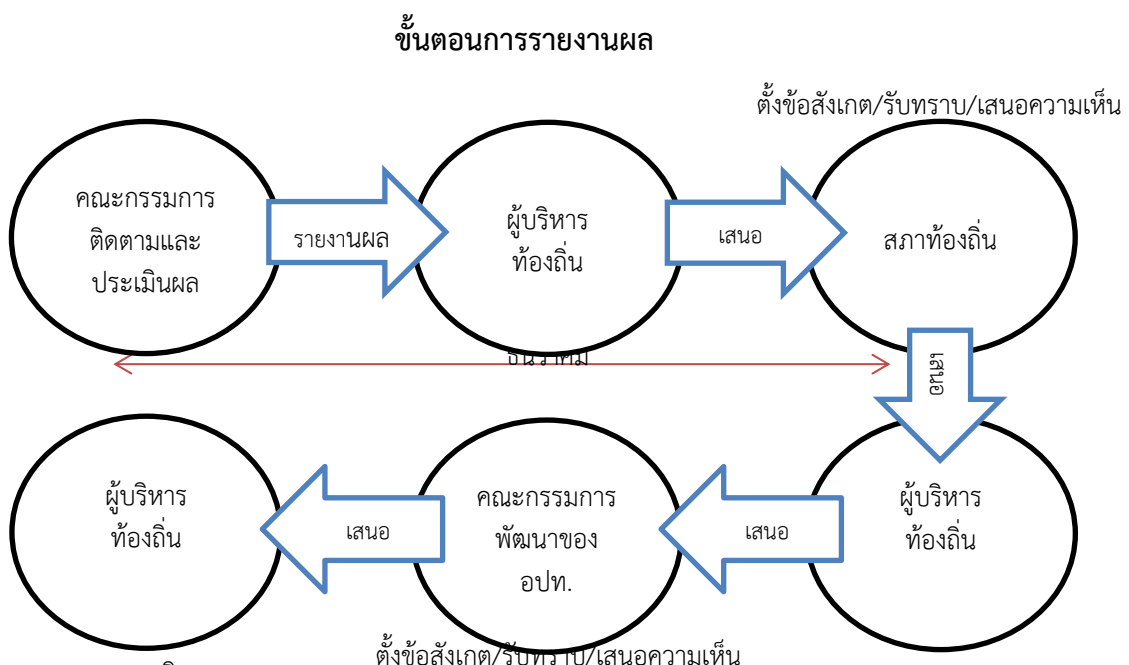 ขั้นตอนการรายงานผล
ตั้งข้อสังเกต/รับทราบ/เสนอความเห็น
คณะกรรมการ
ติดตามและ
ประเมินผล
รายงานผล
ผู้บริหาร
ท้องถิ่น
เสนอ
สภาท้องถิ่น
ธันวาคม
เสนอ
ผู้บริหาร
ท้องถิ่น
เสนอ
คณะกรรมการ
พัฒนาของ
อปท.
เสนอ
ผู้บริหาร
ท้องถิ่น
ตั้งข้อสังเกต/รับทราบ/เสนอความเห็น